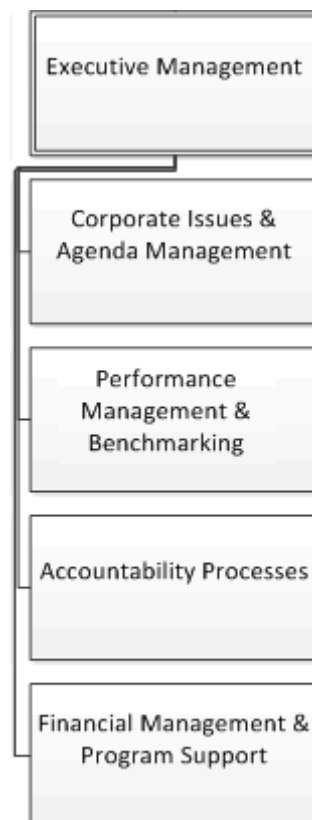 Executive Management
Corporate Issues &
Agenda Management
Performance
Management &
Benchmarking
Accountability Processes
Financial Management &
Program Support